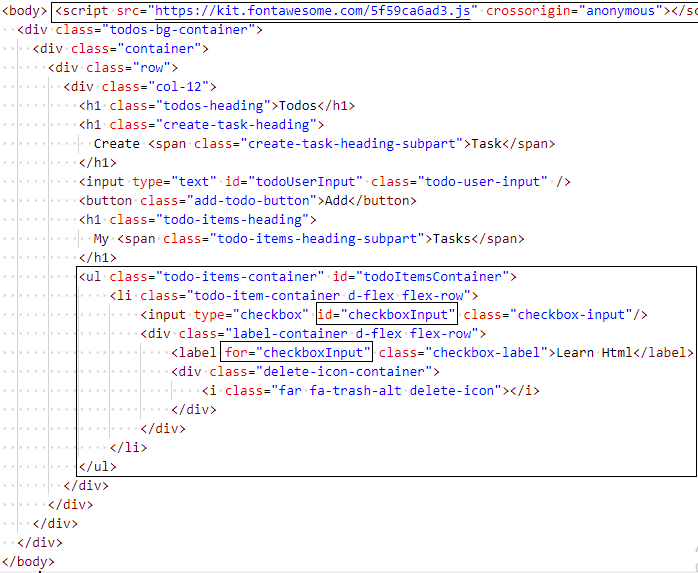 <body> <script src="https://kit.fontawesome.com/5f59ca6ad3.js" crossorigin="anonymous"></sc
<div class="todos-bg-container">
<div class="container">
<div class="row">
<div class="col-12">
<h1 class="todos-heading">Todos</h1>
<h1 class="create-task-heading">
Create <span class="create-task-heading-subpart">Task</span>
</h1>
<input type="text" id="todoUserInput" class="todo-user-input" />
<button class="add-todo-button">Add</button>
<h1 class="todo-items-heading">
My <span class="todo-items-heading-subpart">Tasks</span>
</h1>
<ul class="todo-items-container" id="todoItemsContainer">
<li class="todo-item-container d-flex flex-row">
<input type="checkbox" id="checkboxInput" class="checkbox-input"/>
<div class="label-container d-flex flex-row">
<label for="checkboxInput" class="checkbox-label">Learn Html</label>
<div class="delete-icon-container">
<i class="far fa-trash-alt delete-icon"></i>
</div>
</div>
</li>
</ul>
</div>
</div>
</div>
</div>
</body>